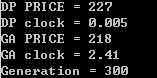 DP PRICE = 227
DP clock = 0.005
GA PRICE = 218
GA clock = 2.41
Generation = 300